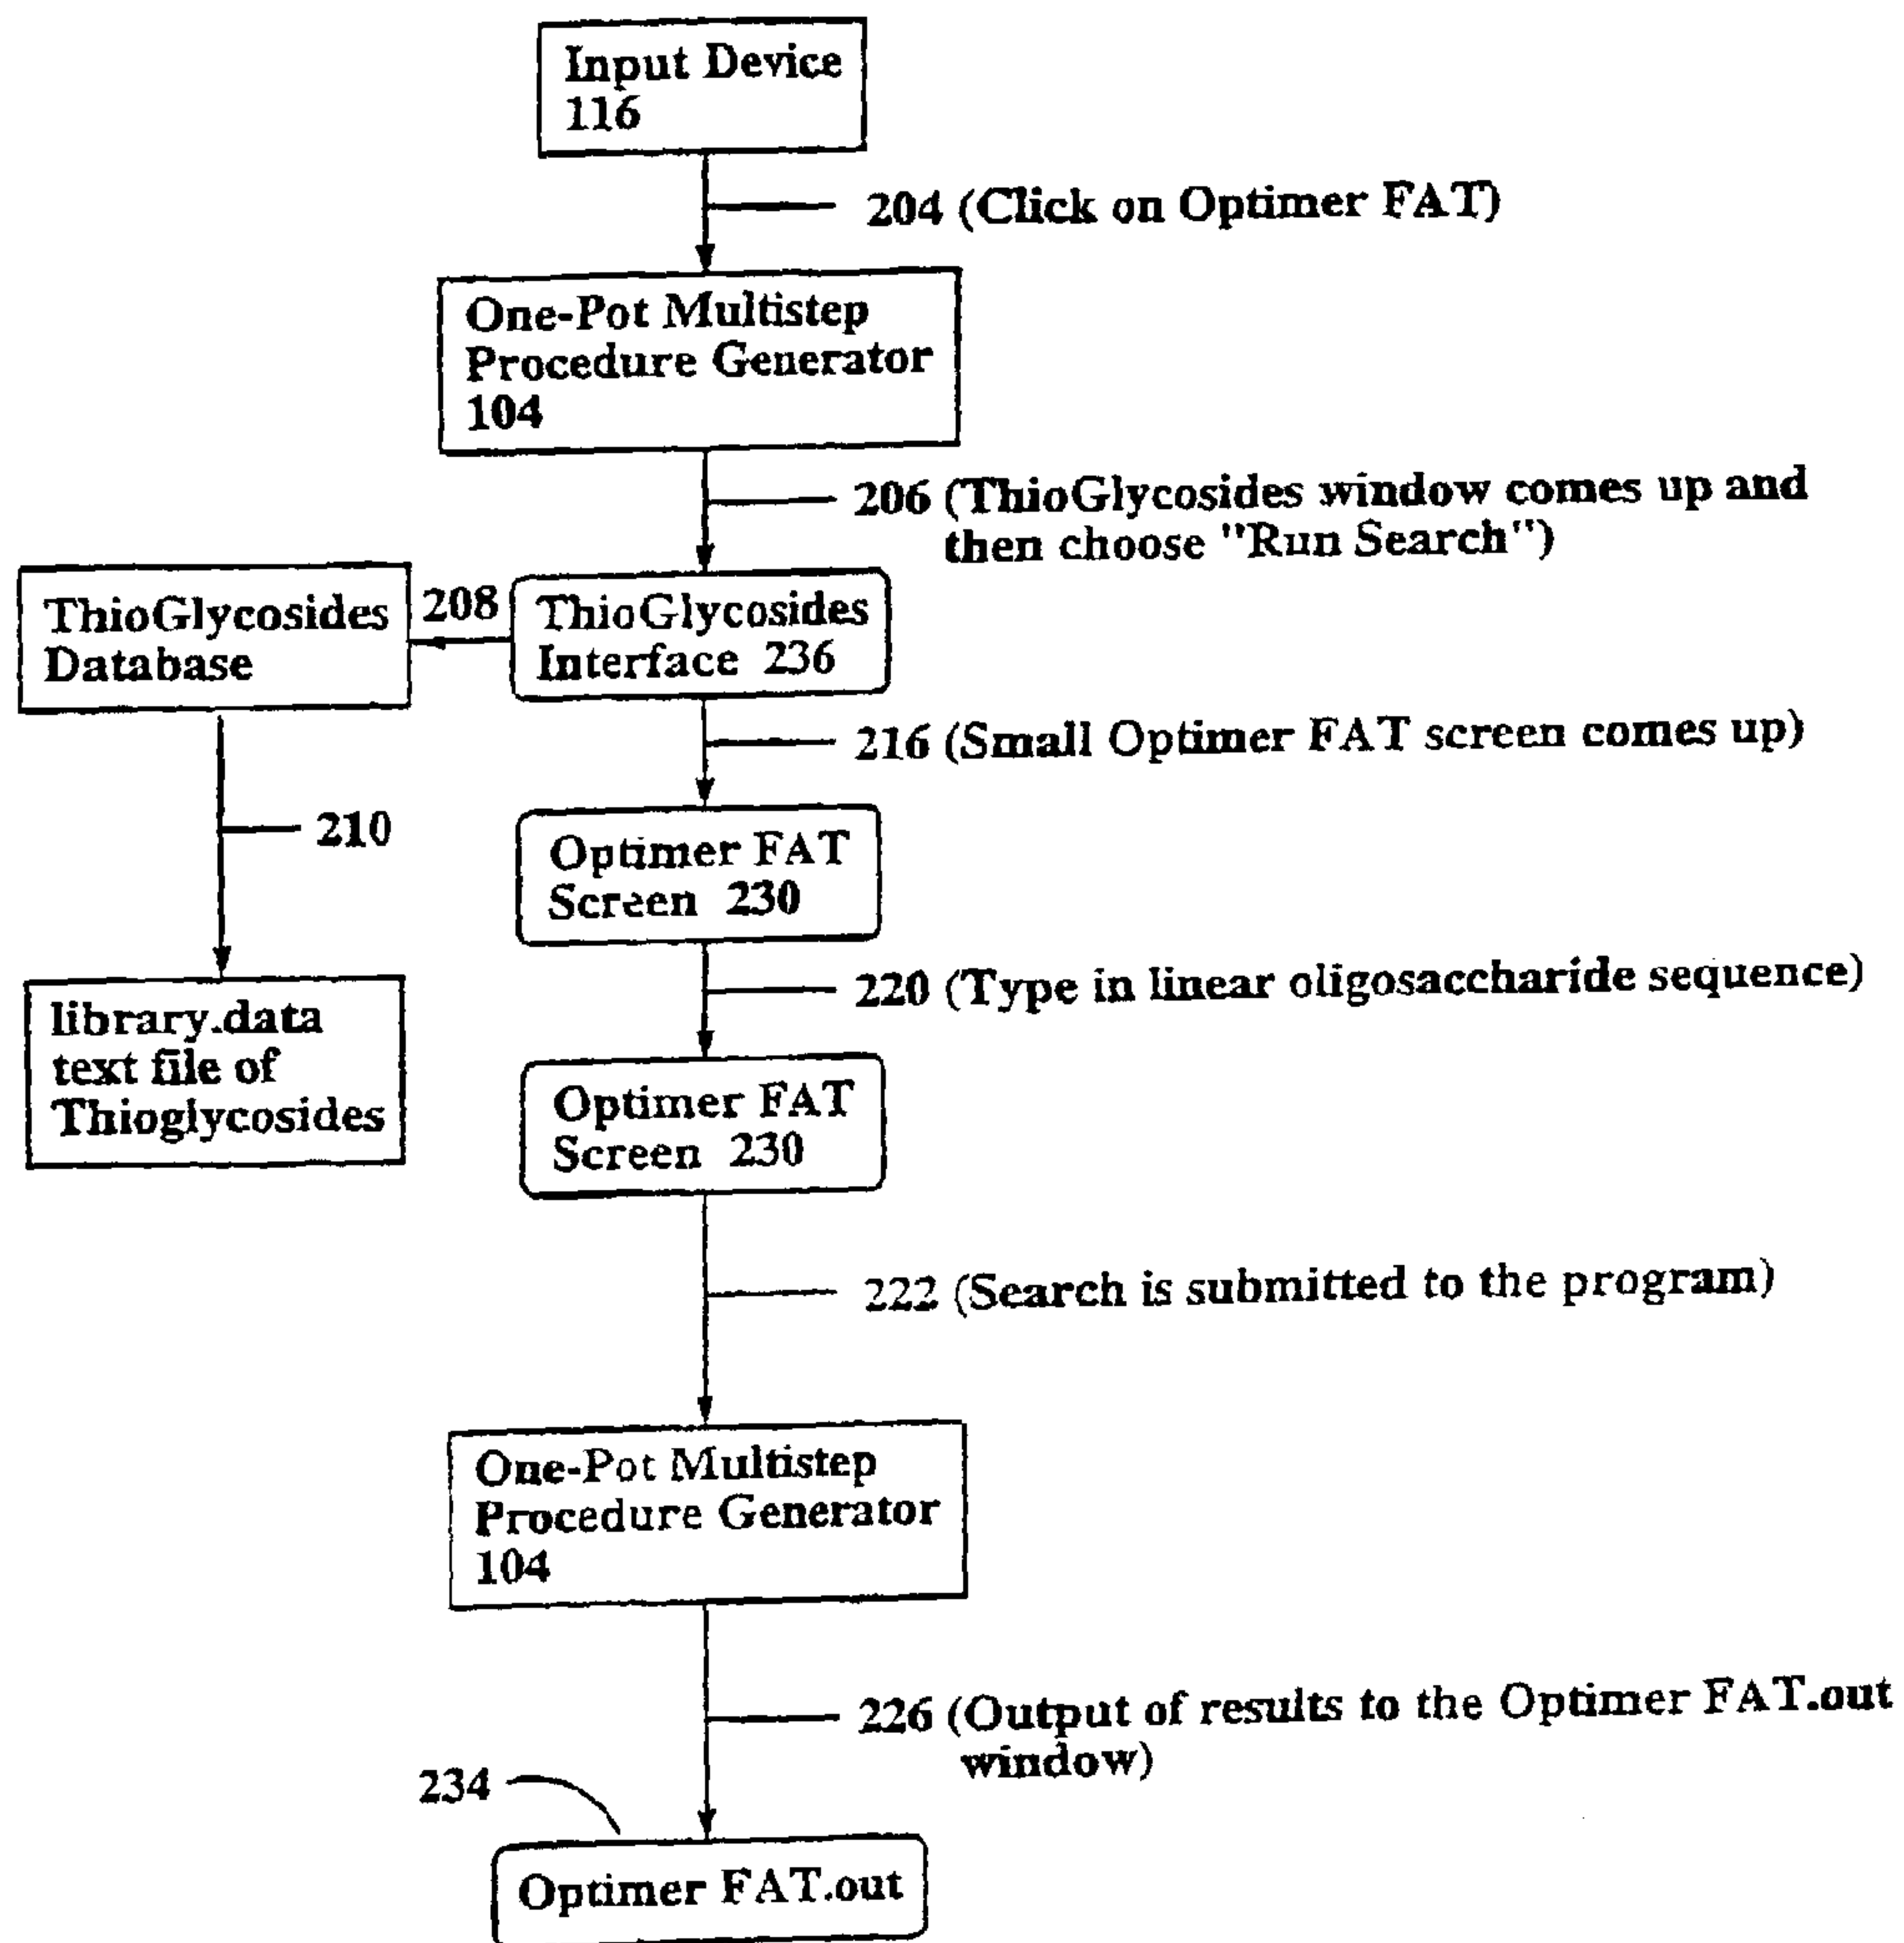 Input Device
116
204 (Click on Optimer FAT)
One-Pot Multistep
Procedure Generator
104
206 (ThioGlycosides window comes up and
then choose "Run Search")
ThioGlycosides
Database
208
ThioGlycosides
Interface 236
216 (Small Optimer FAT screen comes up)
210
Optimer FAT
Screen 230
220 (Type in linear oligosaccharide sequence)
library.data
text file of
Thioglycosides
Optimer FAT
Screen 230
222 (Search is submitted to the program)
One-Pot Multistep
Procedure Generator
104
226 (Output of results to the Optimer FAT.out
window)
234
Optimer FAT.out